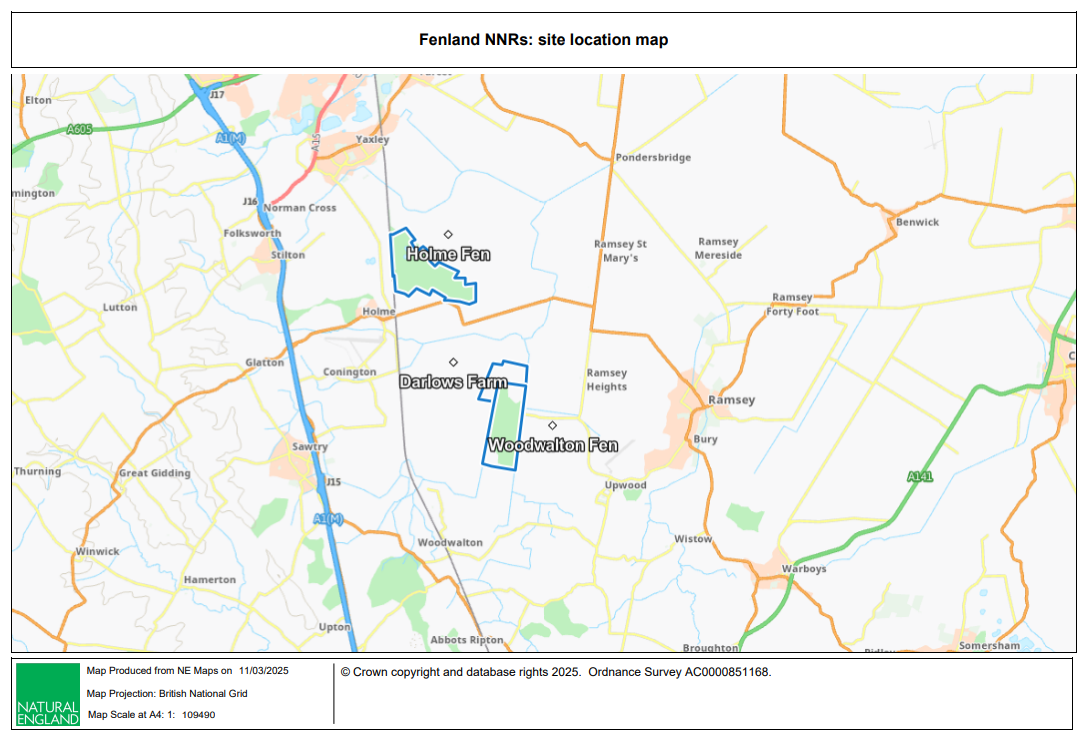 Fenland NNRs: site location map
Elton
J17
A605
A1(M)
A15
Yaxley
Pondersbridge
mington
J16
Norman Cross
Benwick
Folksworth
Stilton
Holme Fen
Ramsey St
Mary's
Ramsey
Mereside
Lutton
Holme
Ramsey
Forty Foot
Glatton
Conington
Darlows Farm
Ramsey
Heights
Ramsey
Sawtry
Woodwalton Fen
Bury
Thurning
Great Gidding
J15
Upwood
A141
A1(M)
Winwick
Woodwalton
Wistow
Hamerton
Warboys
Upton
Abbots Ripton
Broughton
Somersham
NATURAL
ENGLAND
Map Produced from NE Maps on 11/03/2025
Map Projection: British National Grid
Map Scale at A4: 1: 109490
© Crown copyright and database rights 2025. Ordnance Survey AC0000851168.